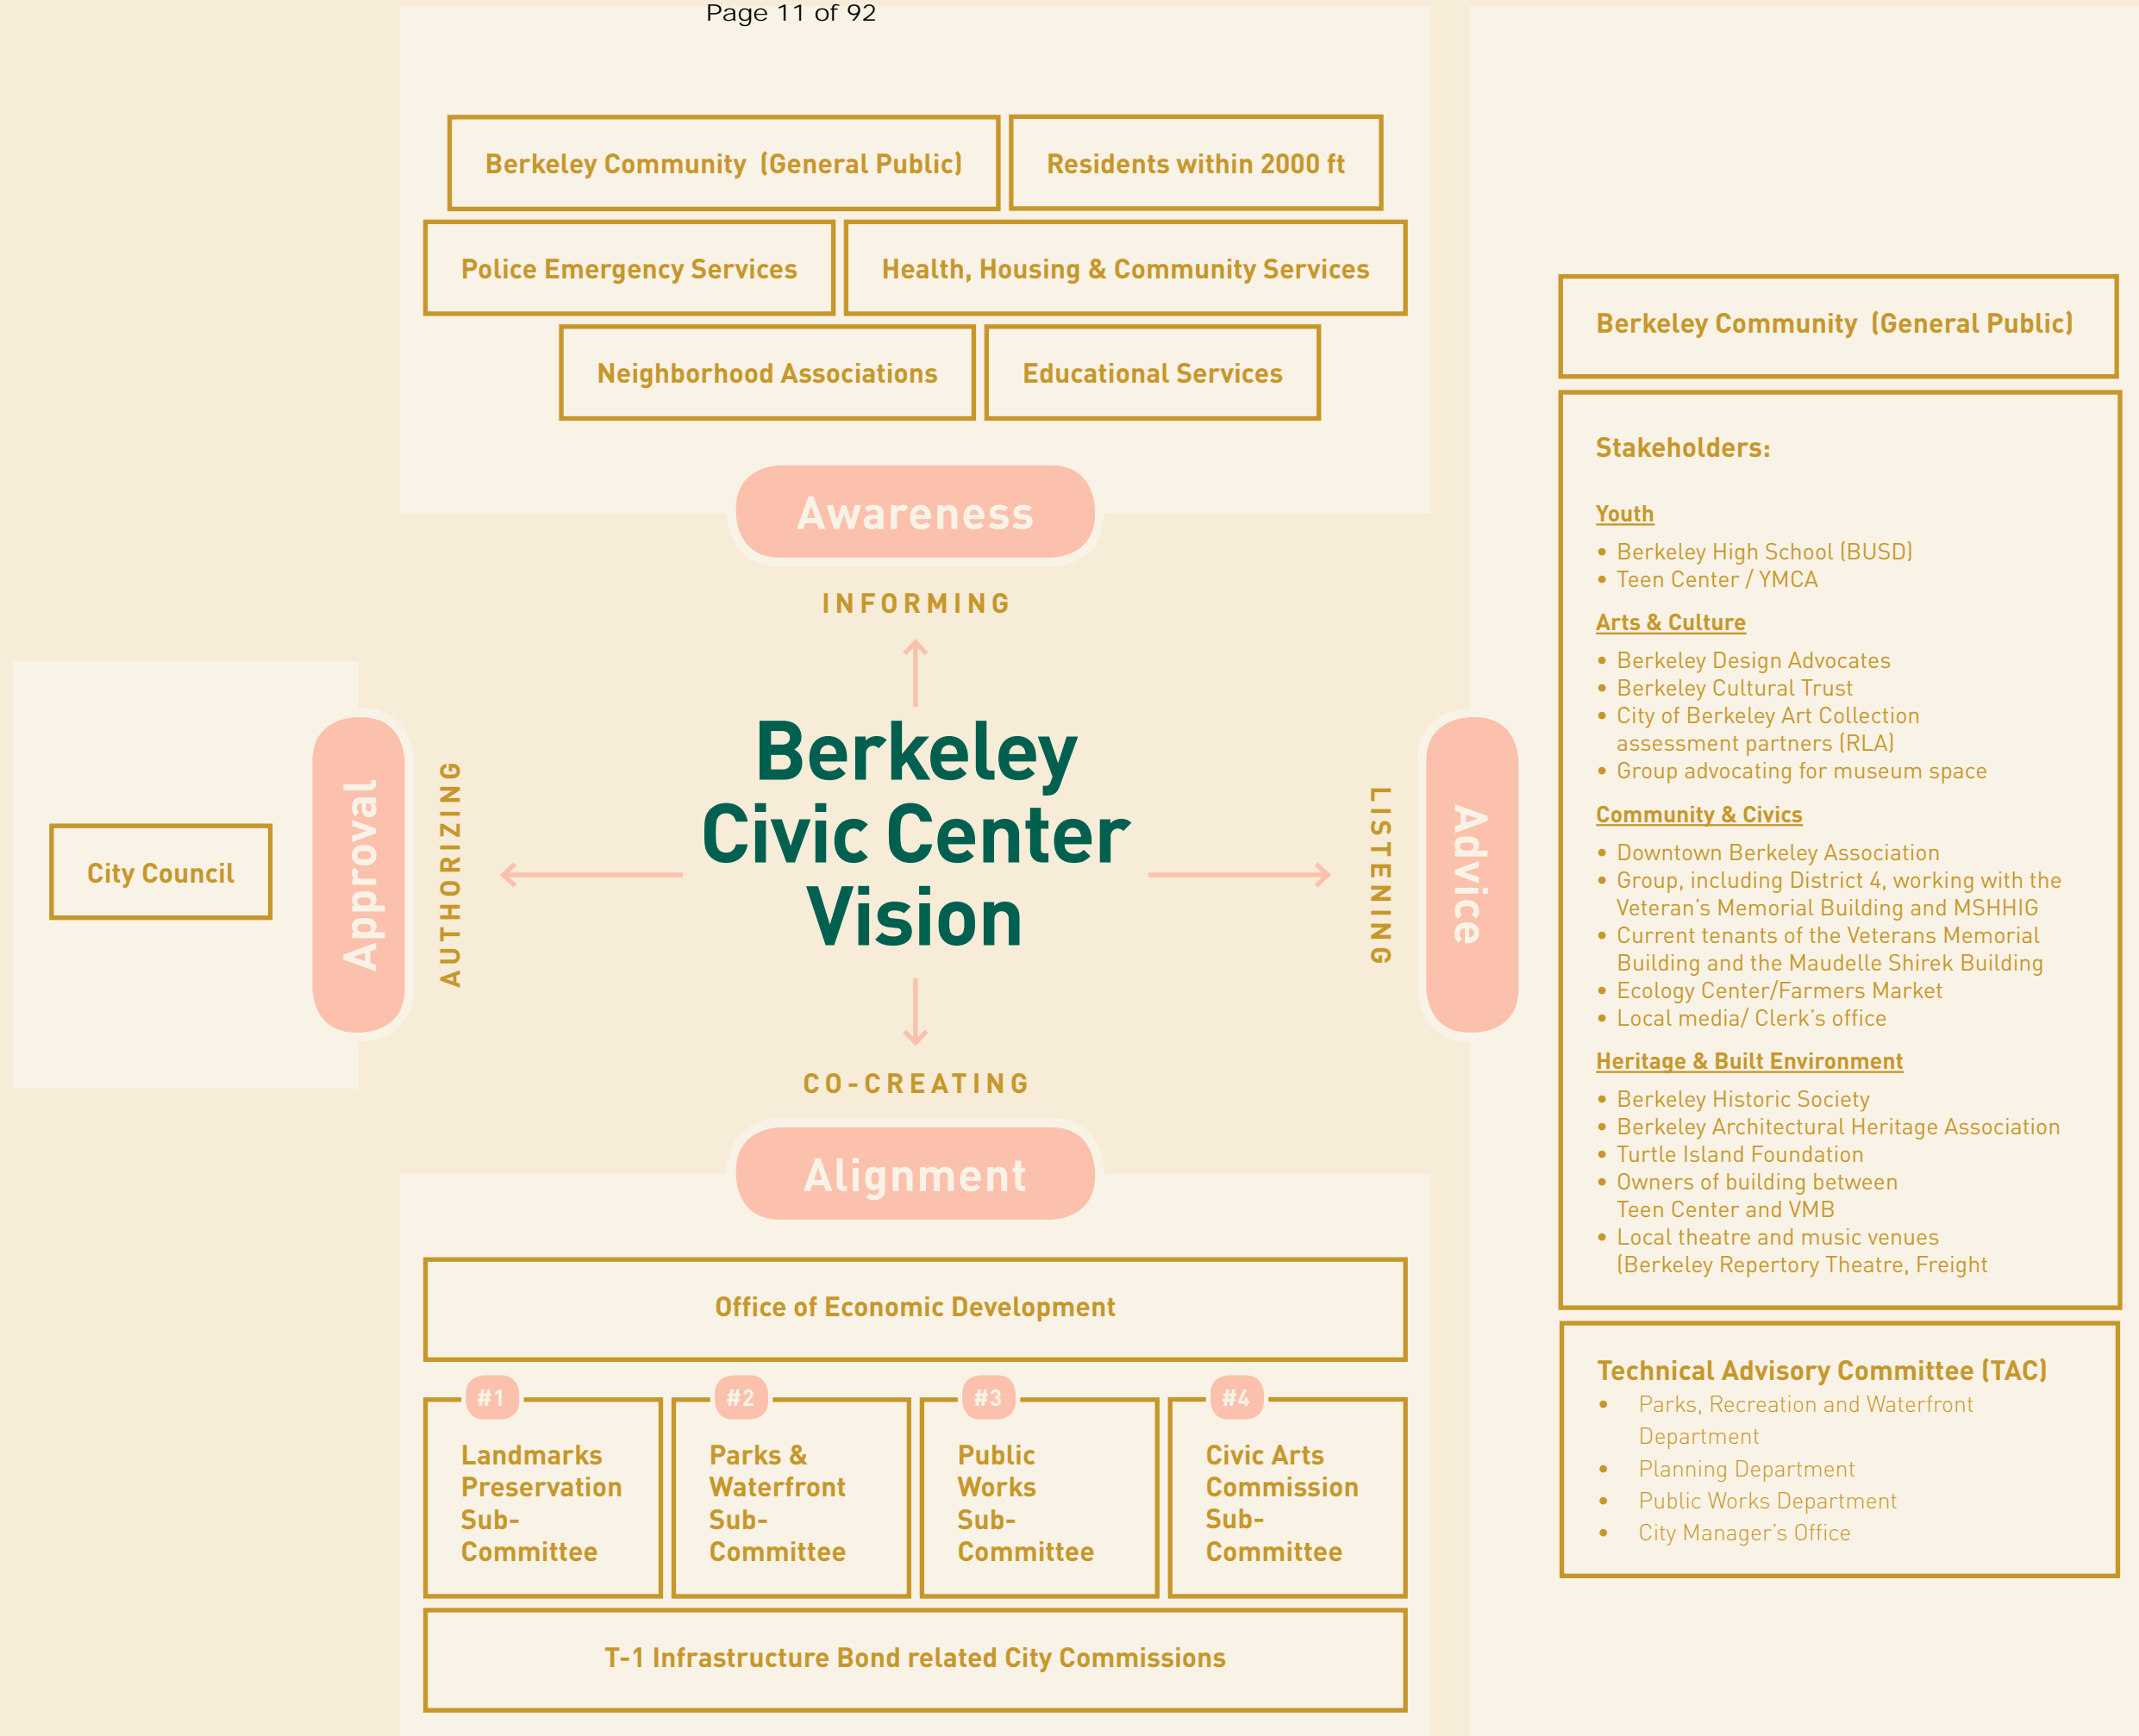 Page 11 of 92
Berkeley Community (General Public)
Residents within 2000 ft
Police Emergency Services
Health, Housing & Community Services
Neighborhood Associations
Educational Services
Awareness
INFORMING
Berkeley
Civic Center
Vision
City Council
Approval
AUTHORIZING
LISTENING
Advice
CO-CREATING
Alignment
Office of Economic Development
#1
Landmarks
Preservation
Sub-
Committee
#2
Parks &
Waterfront
Sub-
Committee
#3
Public
Works
Sub-
Committee
#4
Civic Arts
Commission
Sub-
Committee
T-1 Infrastructure Bond related City Commissions
Berkeley Community (General Public)
Stakeholders:
Youth
• Berkeley High School (BUSD)
• Teen Center / YMCA
Arts & Culture
• Berkeley Design Advocates
• Berkeley Cultural Trust
• City of Berkeley Art Collection
assessment partners (RLA)
• Group advocating for museum space
Community & Civics
• Downtown Berkeley Association
• Group, including District 4, working with the
Veteran's Memorial Building and MSHHIG
• Current tenants of the Veterans Memorial
Building and the Maudelle Shirek Building
• Ecology Center/Farmers Market
• Local media/ Clerk's office
Heritage & Built Environment
• Berkeley Historic Society
• Berkeley Architectural Heritage Association
• Turtle Island Foundation
• Owners of building between
Teen Center and VMB
• Local theatre and music venues
(Berkeley Repertory Theatre, Freight
Technical Advisory Committee (TAC)
• Parks, Recreation and Waterfront
Department
• Planning Department
• Public Works Department
• City Manager's Office